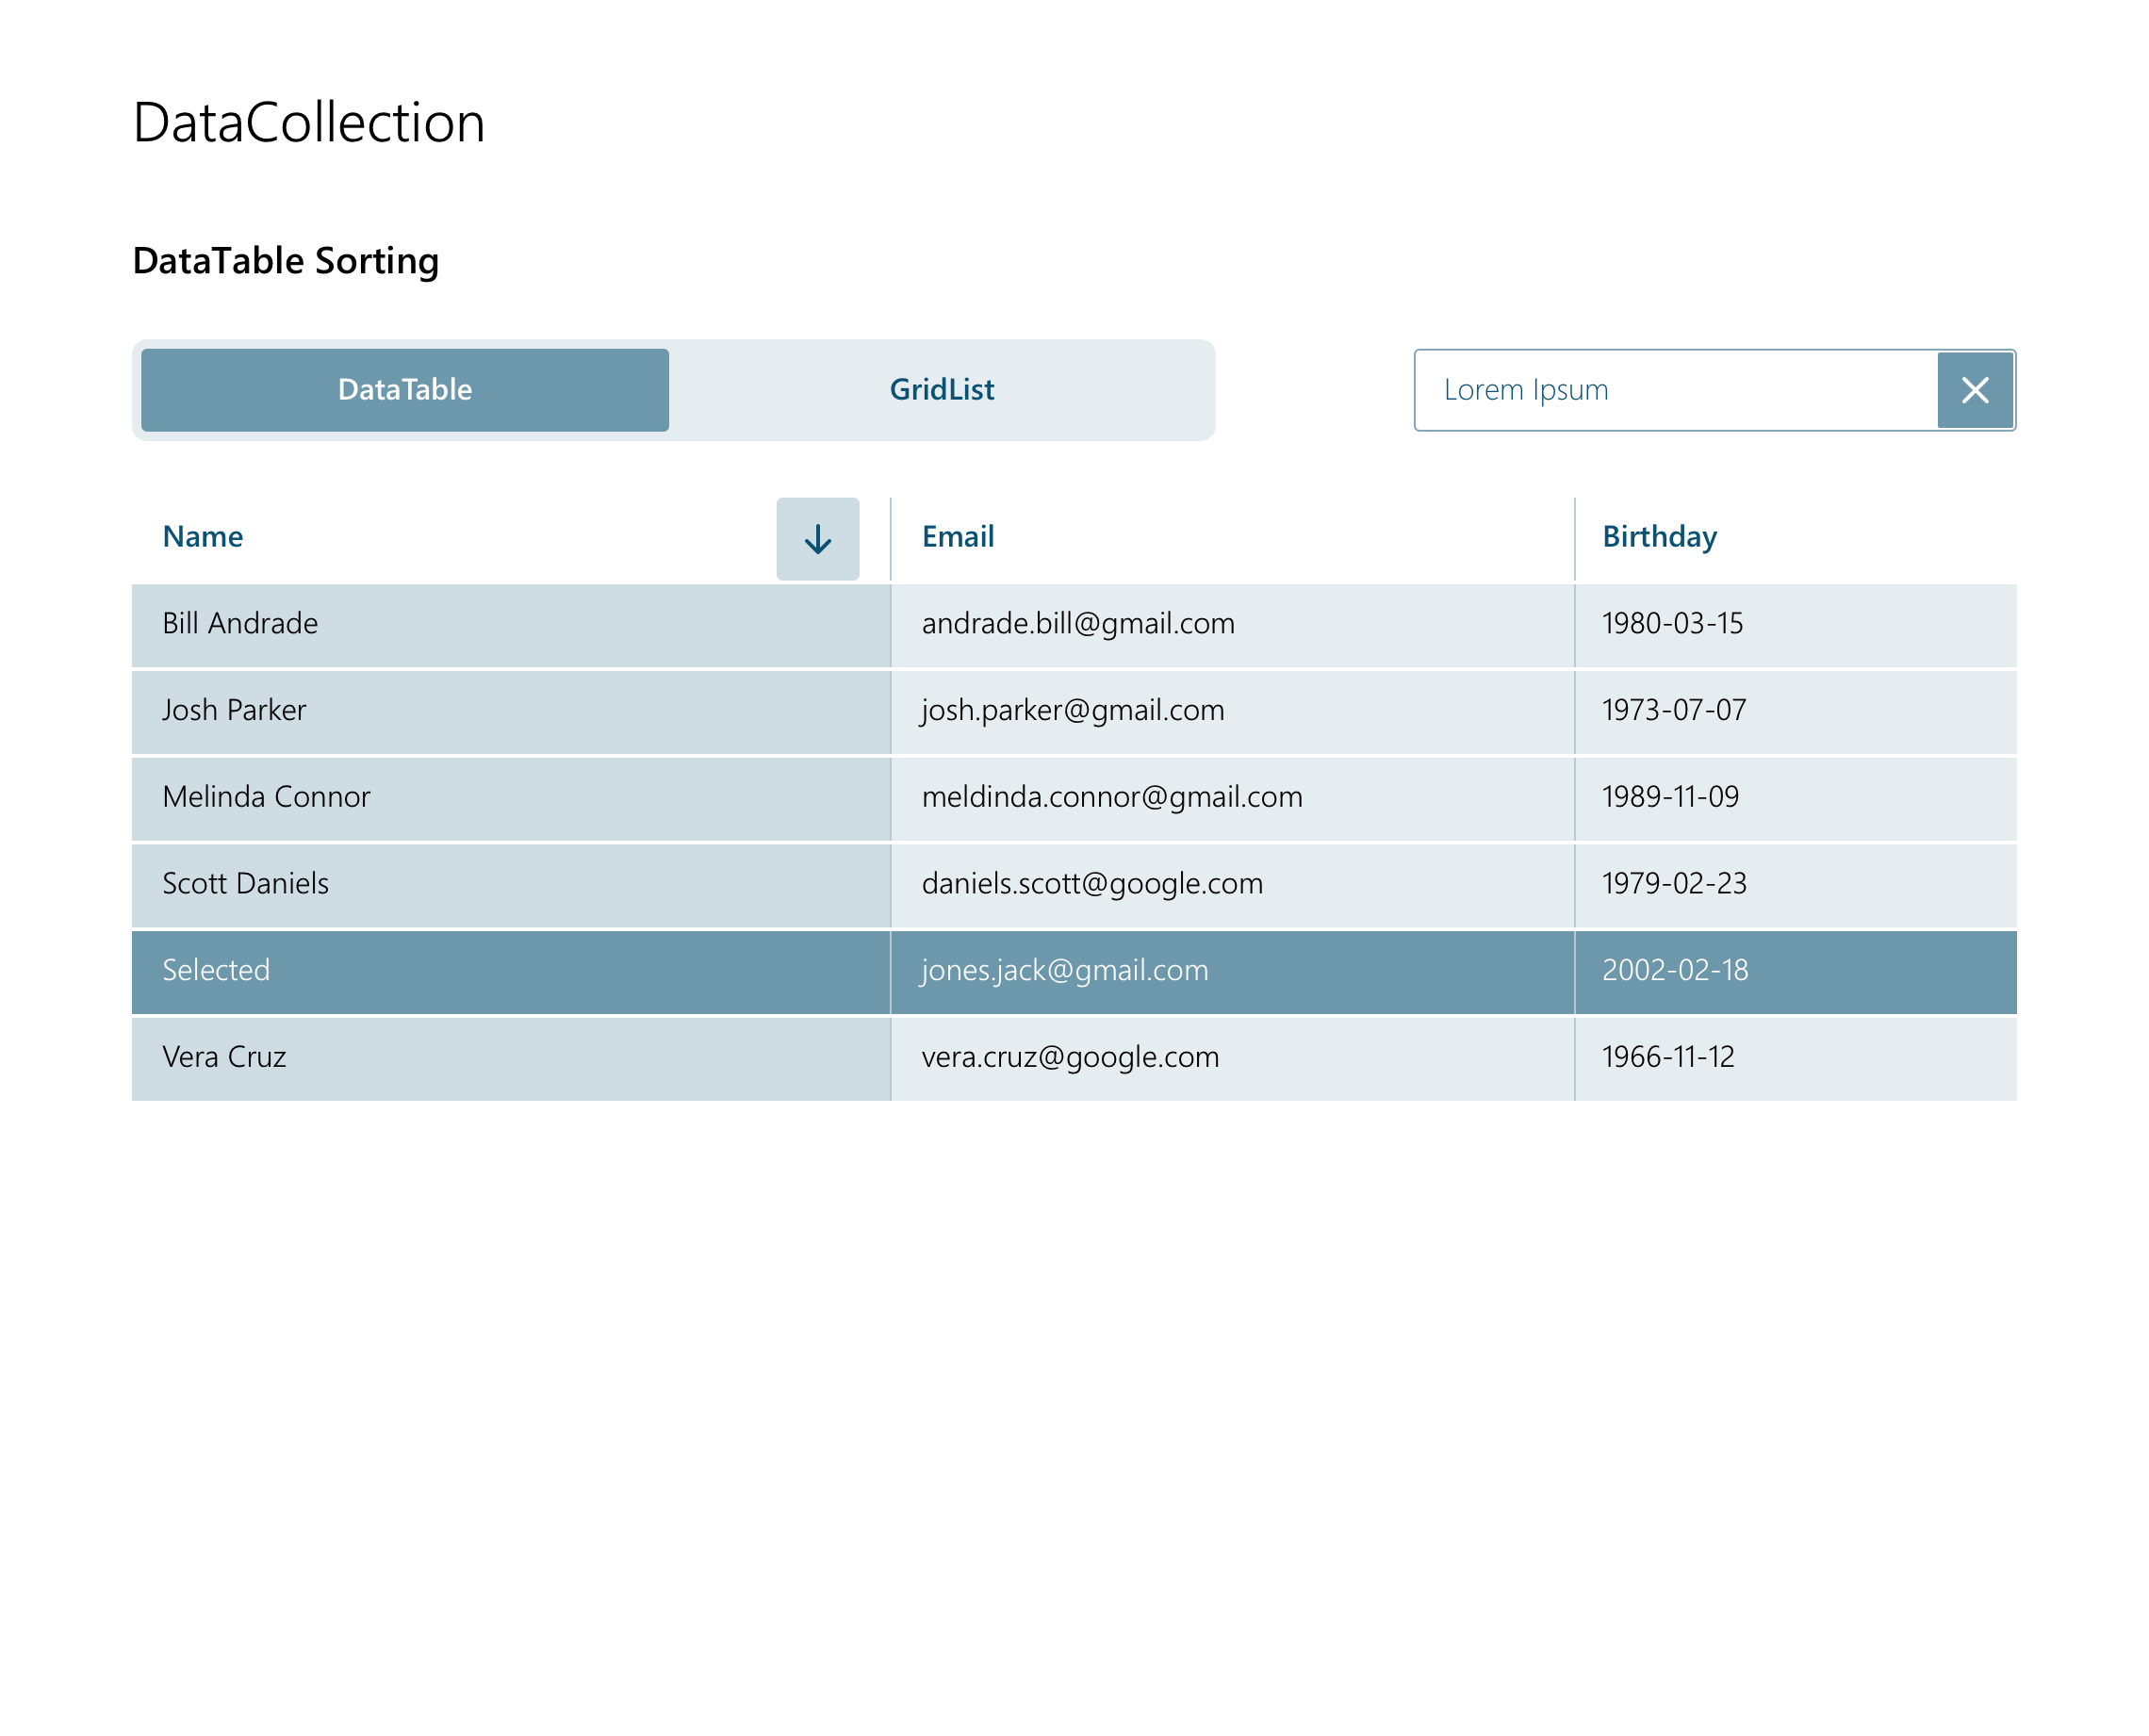 DataCollection
DataTable Sorting
DataTable GridList Lorem Ipsum
Name Email Birthday
Bill Andrade andrade.bill@gmail.com 1980-03-15
Josh Parker josh.parker@gmail.com 1973-07-07
Melinda Connor meldinda.connor@gmail.com 1989-11-09
Scott Daniels daniels.scott@google.com 1979-02-23
Selected jones.jack@gmail.com 2002-02-18
Vera Cruz vera.cruz@google.com 1966-11-12